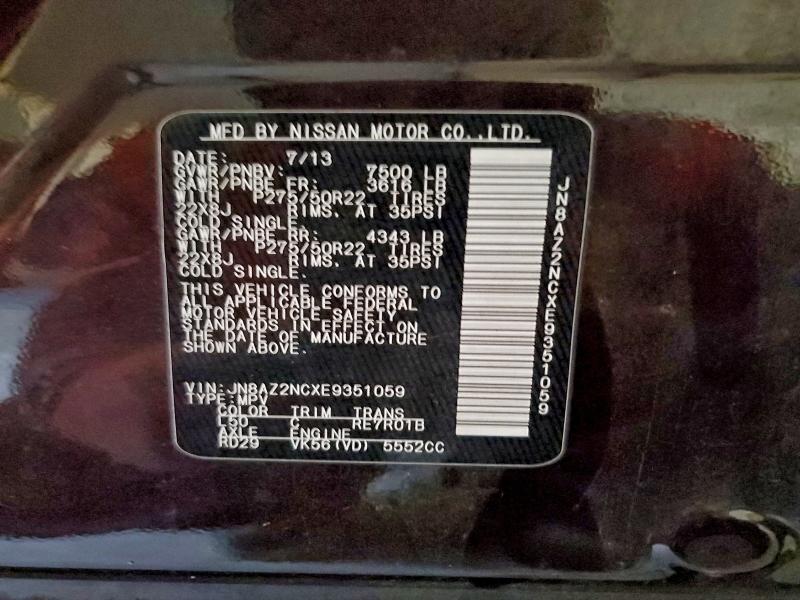 MFD BY NISSAN MOTOR CO.,LTD.
DATE: 7/13
GVWR/PNBV: 7500 LB
GAWR/PNBE FR: 3616 LB
WITH P275/50R22 TIRES
22X8J RIMS. AT 35PSI
COLD SINGLE.
GAWR/PNBE RR: 4343 LB
WITH P275/50R22 TIRES
22X8J RIMS. AT 35PSI
COLD SINGLE.
THIS VEHICLE CONFORMS TO
ALL APPLICABLE FEDERAL
MOTOR VEHICLE SAFETY
STANDARDS IN EFFECT ON
THE DATE OF MANUFACTURE
SHOWN ABOVE.
VIN:JN8AZ2NCXE9351059
TYPE:MPV
COLOR TRIM TRANS
L50 C RE7R01B
AXLE ENGINE
RD29 VK56(VD) 5552CC
JN8AZ2NCXE9351059